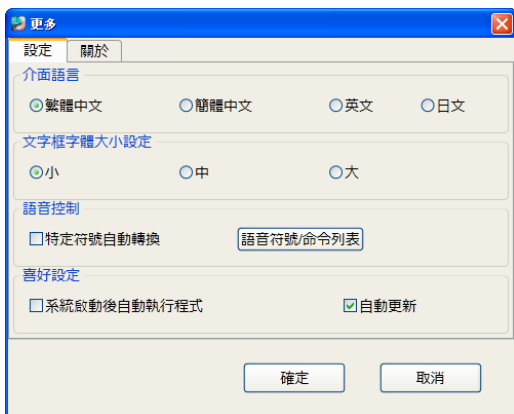 更多
設定 關於
介面語言
繁體中文 簡體中文 英文 日文
文字框字體大小設定
小 中 大
語音控制
特定符號自動轉換 語音符號/命令列表
喜好設定
系統啟動後自動執行程式 自動更新
確定 取消